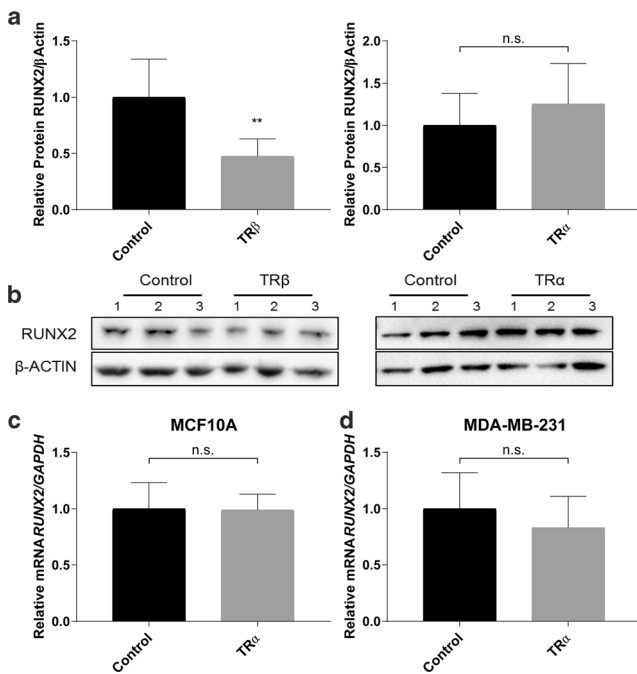 a
Relative Protein RUNX2/βActin
1.5
1.0
0.5
0.0
**
Control
TRβ
Relative Protein RUNX2/βActin
2.0
1.5
1.0
0.5
0.0
n.s.
Control
TRα
b
Control TRβ
1 2 3 1 2 3
Control TRα
1 2 3 1 2 3
RUNX2
β-ACTIN
c
MCF10A
Relative mRNA RUNX2/GAPDH
1.5
1.0
0.5
0.0
n.s.
Control
TRα
d
MDA-MB-231
Relative mRNA RUNX2/GAPDH
1.5
1.0
0.5
0.0
n.s.
Control
TRα